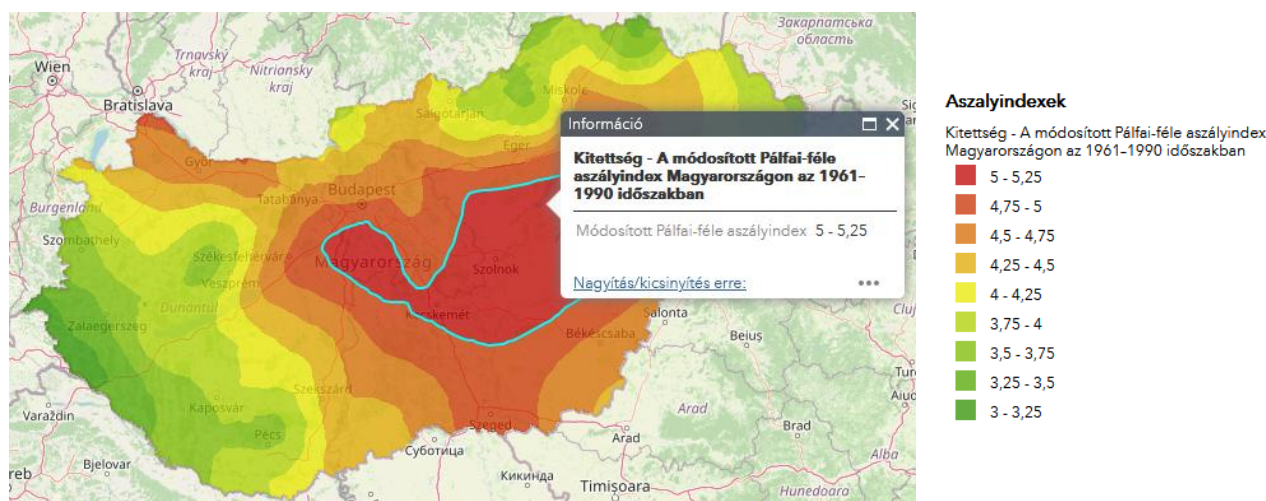 Закарпатська
область
Trnavský
kraj
Nitriansky
kraj
Wien
Bratislava
Miskolc
Salgótarján
Eger
Győr
Budapest
Tatabánya
Burgenland
Szombathely
Székesfehérvár
Veszprém
Magyarország
Szolnok
Dunántúl
Zalaegerszeg
Kecskemét
Békéscsaba
Salonta
Beiuș
Cluj
Szekszárd
Kaposvár
Pécs
Szeged
Varaždin
Arad
Arad
Brad
Alba
Bjelovar
Суботица
Кикинда
Timișoara
Hunedoara
Információ
Kitettség - A módosított Pálfai-féle
aszályindex Magyarországon az 1961–
1990 időszakban
Módosított Pálfai-féle aszályindex 5 - 5,25
Nagyítás/kicsinyítés erre:
Aszalyindexek
Kitettség - A módosított Pálfai-féle aszályindex
Magyarországon az 1961–1990 időszakban
5 - 5,25
4,75 - 5
4,5 - 4,75
4,25 - 4,5
4 - 4,25
3,75 - 4
3,5 - 3,75
3,25 - 3,5
3 - 3,25